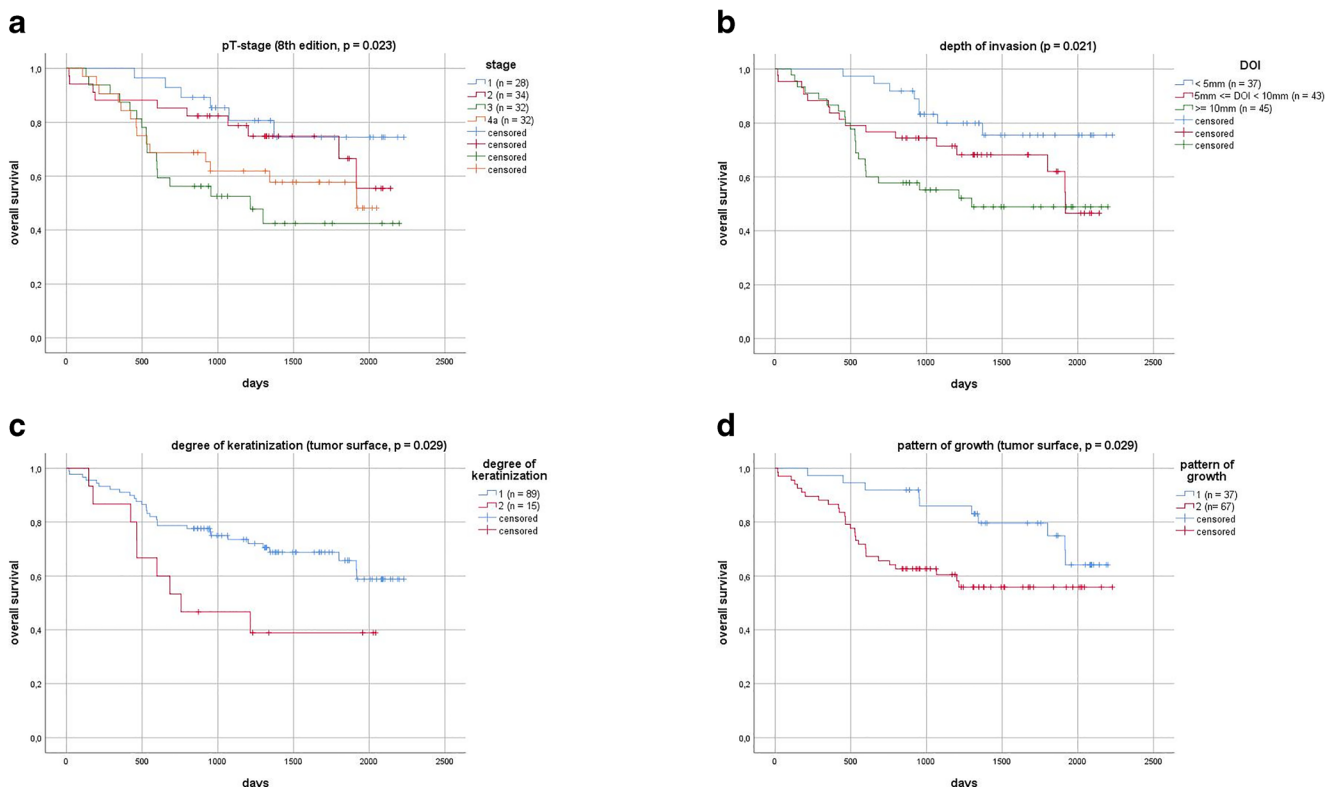 a
pT-stage (8th edition, p = 0.023)
stage
1 (n = 28)
2 (n = 34)
3 (n = 32)
4a (n = 32)
censored
censored
censored
censored
overall survival
1,0
0,8
0,6
0,4
0,2
0,0
0 500 1000 1500 2000 2500
days
b
depth of invasion (p = 0.021)
DOI
< 5mm (n = 37)
5mm <= DOI < 10mm (n = 43)
>= 10mm (n = 45)
censored
censored
censored
overall survival
1,0
0,8
0,6
0,4
0,2
0,0
0 500 1000 1500 2000 2500
days
c
degree of keratinization (tumor surface, p = 0.029)
degree of
keratinization
1 (n = 89)
2 (n = 15)
censored
censored
overall survival
1,0
0,8
0,6
0,4
0,2
0,0
0 500 1000 1500 2000 2500
days
d
pattern of growth (tumor surface, p = 0.029)
pattern of
growth
1 (n = 37)
2 (n= 67)
censored
censored
overall survival
1,0
0,8
0,6
0,4
0,2
0,0
0 500 1000 1500 2000 2500
days